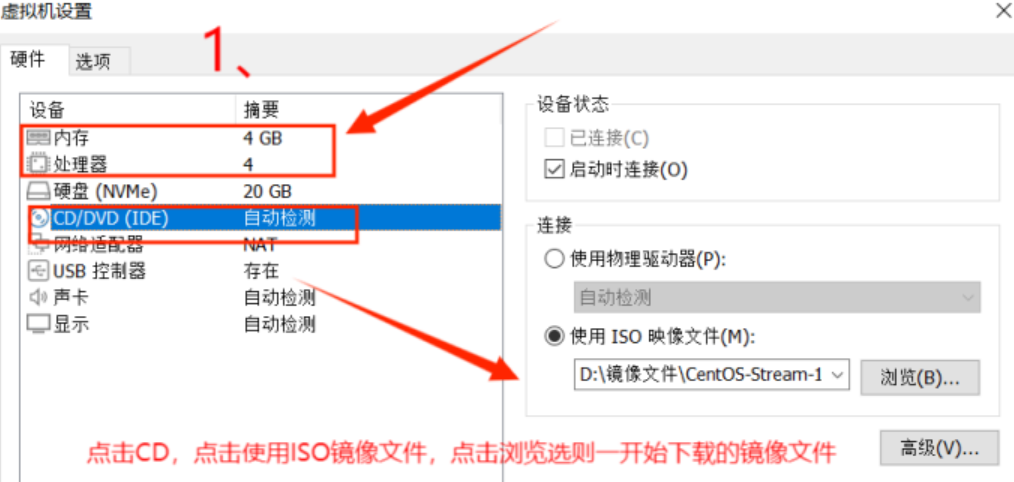 虚拟机设置
硬件 选项
1、
设备 摘要
内存 4 GB
处理器 4
硬盘 (NVMe) 20 GB
CD/DVD (IDE) 自动检测
网络适配器 NAT
USB 控制器 存在
声卡 自动检测
显示 自动检测
设备状态
已连接(C)
启动时连接(O)
连接
使用物理驱动器(P):
自动检测
使用 ISO 映像文件(M):
D:\镜像文件\CentOS-Stream-1 浏览(B)...
高级(V)...
点击CD，点击使用ISO镜像文件，点击浏览选则一开始下载的镜像文件